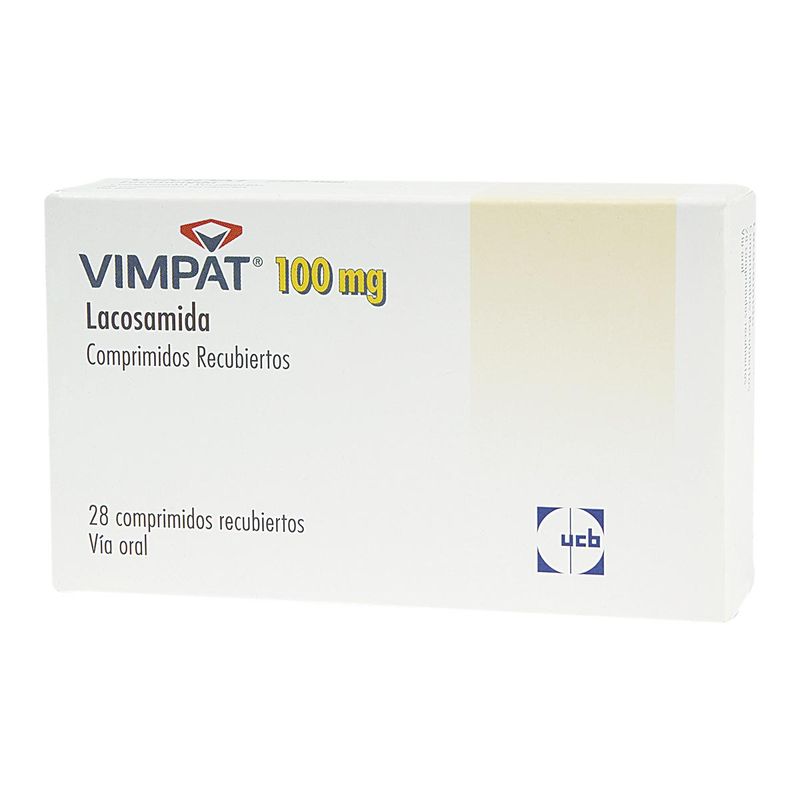 VIMPAT® 100 mg
Lacosamida
Comprimidos Recubiertos
28 comprimidos recubiertos
Vía oral
ucb